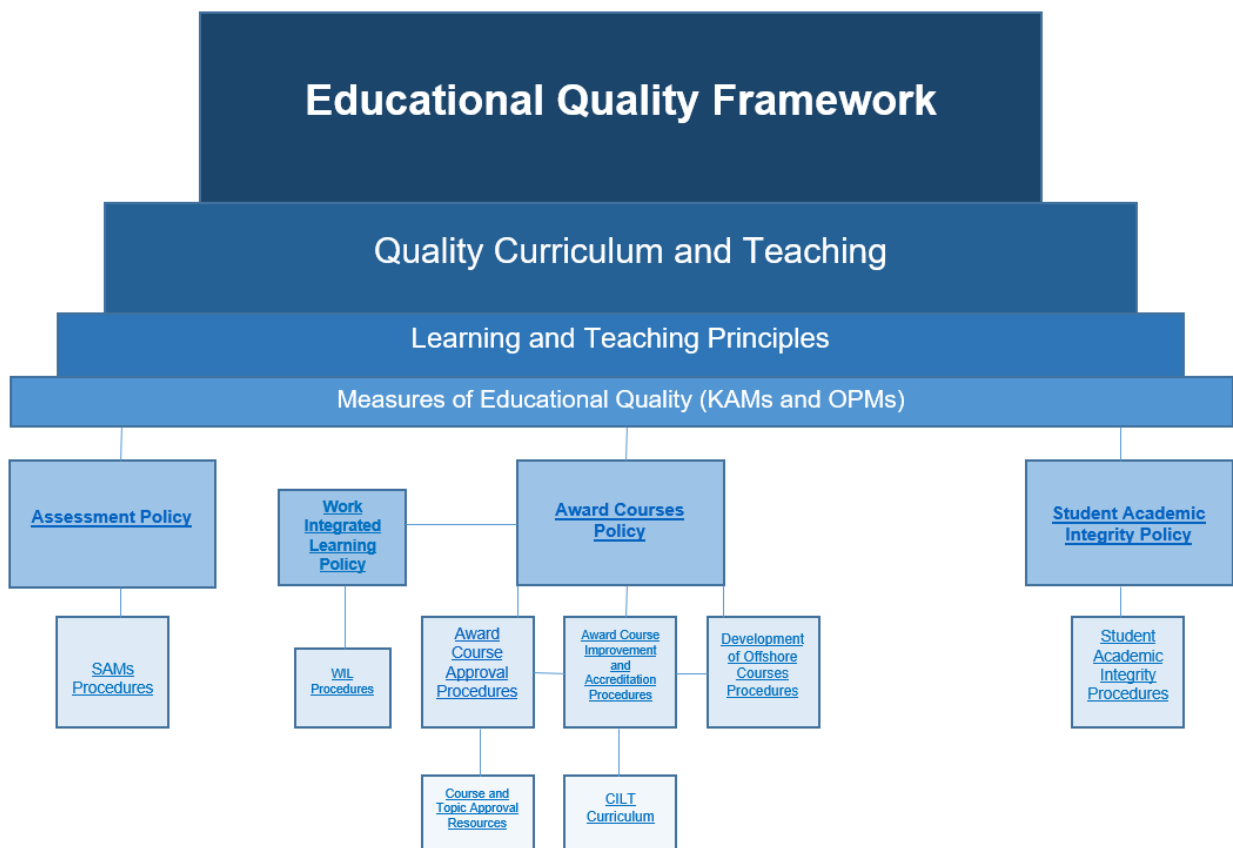 Educational Quality Framework
Quality Curriculum and Teaching
Learning and Teaching Principles
Measures of Educational Quality (KAMs and OPMs)
Assessment Policy
Work
Integrated
Learning
Policy
Award Courses
Policy
Student Academic
Integrity Policy
SAMs
Procedures
WIL
Procedures
Award
Course
Approval
Procedures
Award Course
Improvement
and
Accreditation
Procedures
Development
of Offshore
Courses
Procedures
Student
Academic
Integrity
Procedures
Course and
Topic Approval
Resources
CILT
Curriculum